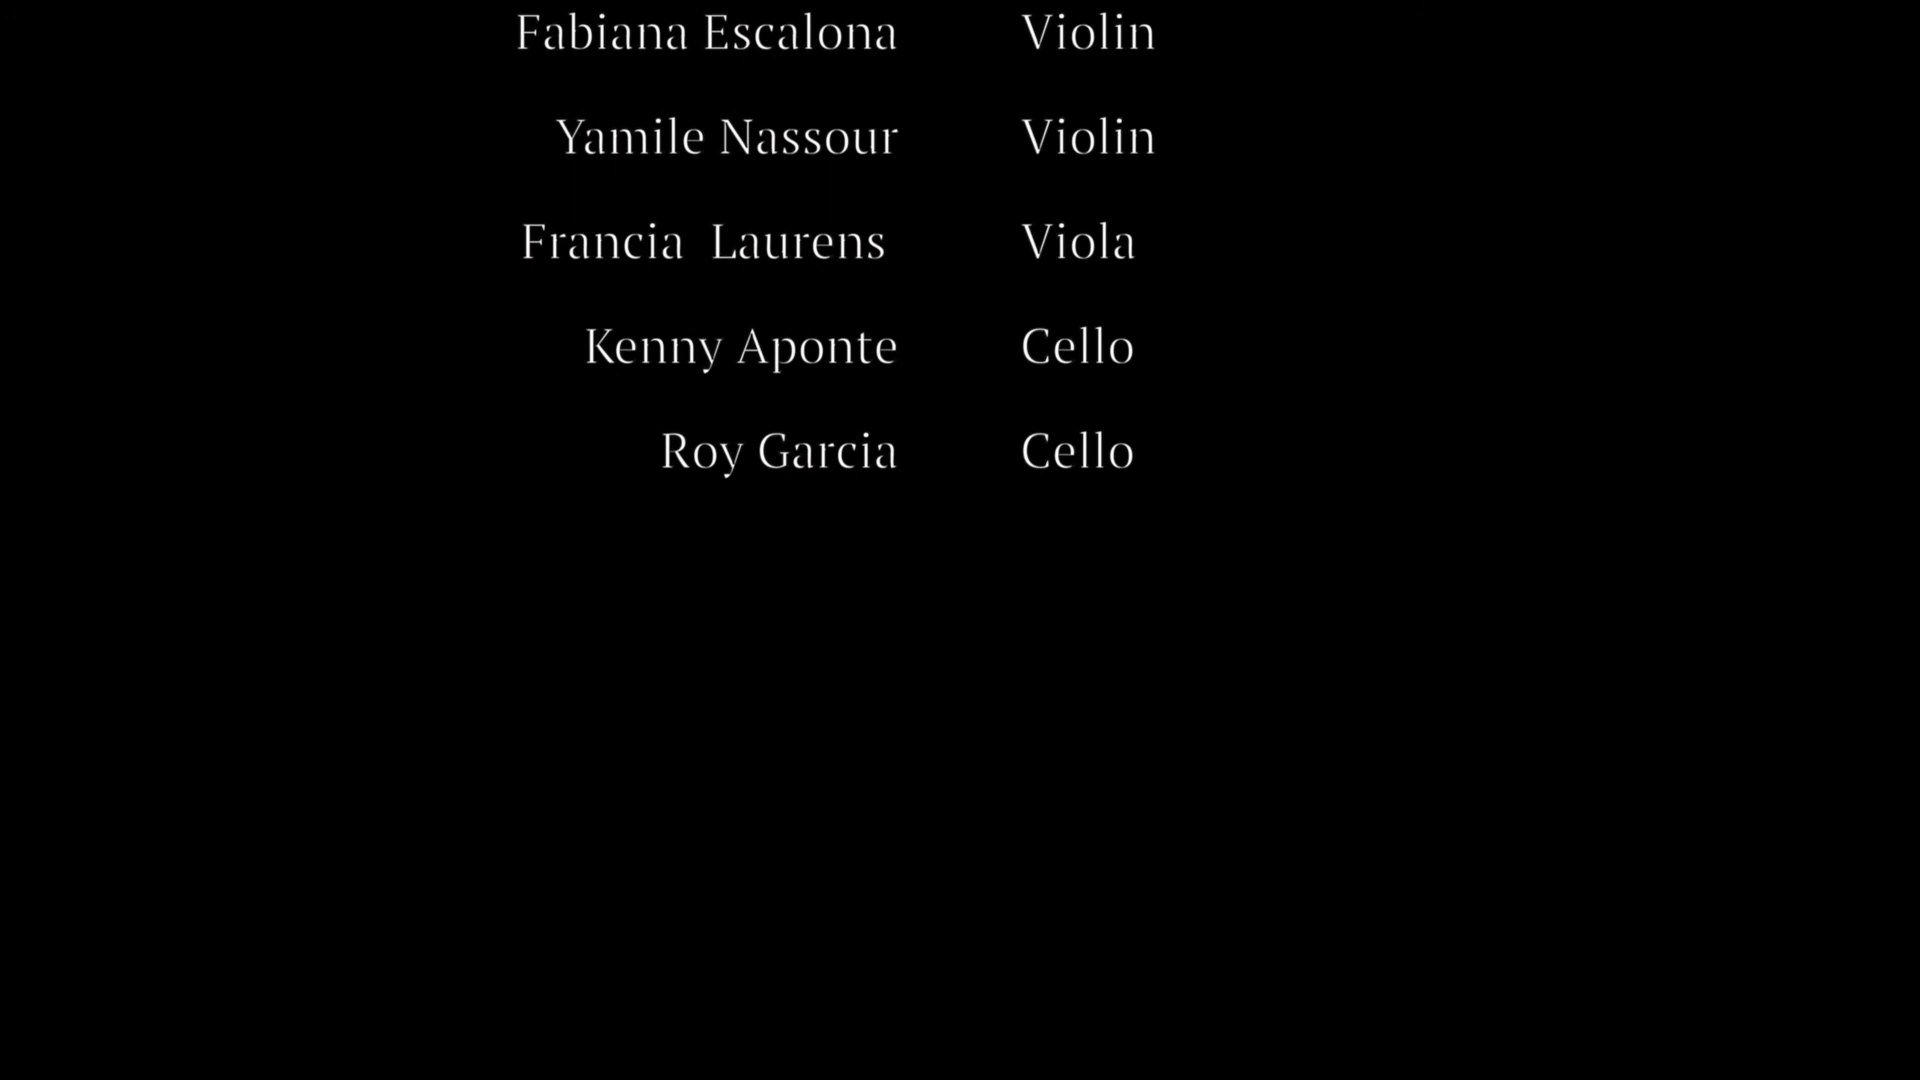 Fabiana Escalona Violin
Yamile Nassour Violin
Francia  Laurens Viola
Kenny Aponte Cello
Roy Garcia Cello